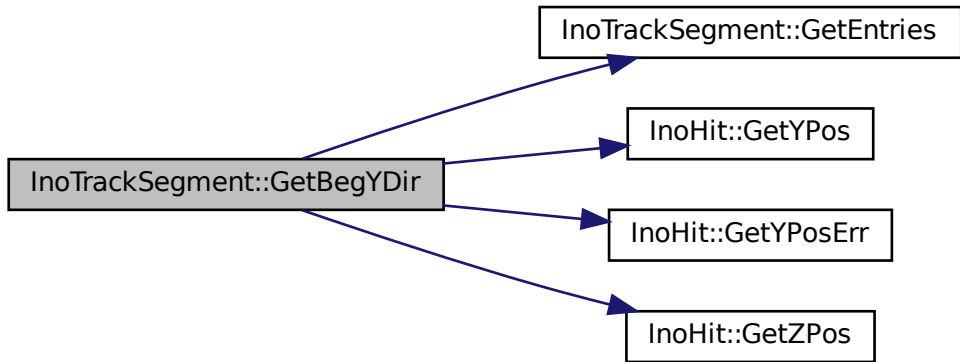 InoTrackSegment::GetEntries
InoHit::GetYPos
InoTrackSegment::GetBegYDir
InoHit::GetYPosErr
InoHit::GetZPos